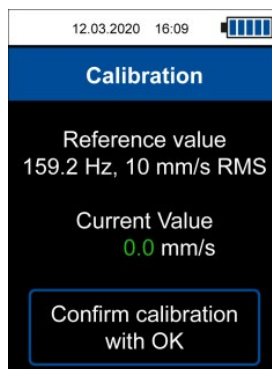 12.03.2020 16:09
Calibration
Reference value
159.2 Hz, 10 mm/s RMS
Current Value
0.0 mm/s
Confirm calibration
with OK